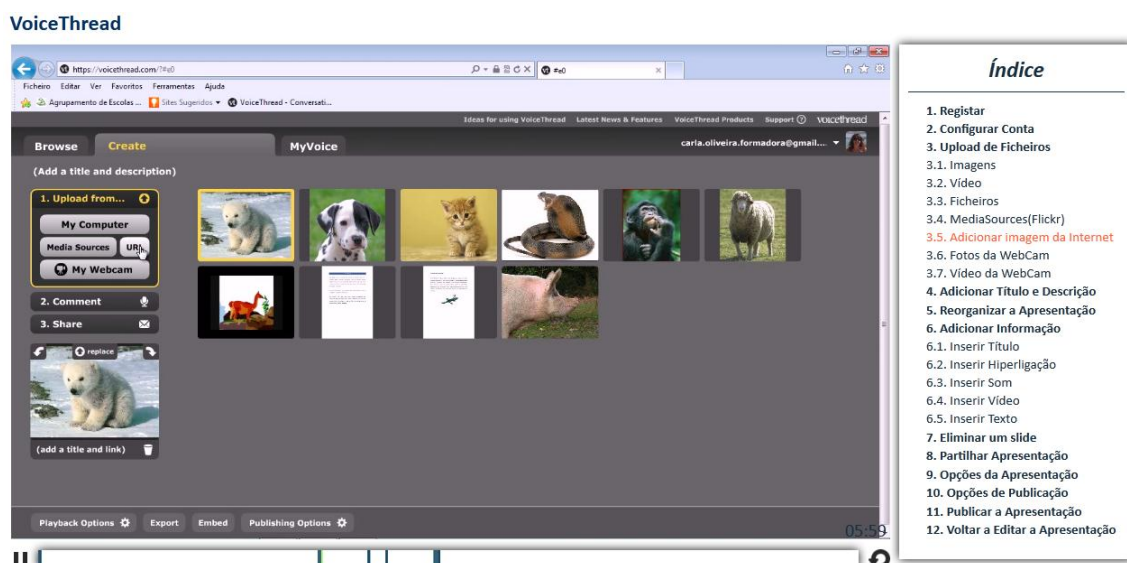 VoiceThread
https://voicethread.com/?#e0
#e0
Ficheiro Editar Ver Favoritos Ferramentas Ajuda
Agrupamento de Escolas ... Sites Sugeridos VoiceThread - Conversati...
Ideas for using VoiceThread Latest News & Features VoiceThread Products Support ? voicethread
Browse Create MyVoice carla.oliveira.formadora@gmail....
(Add a title and description)
1. Upload from...
My Computer
Media Sources URL
My Webcam
2. Comment
3. Share
replace
(add a title and link)
Playback Options Export Embed Publishing Options
05:59
Índice
1. Registar
2. Configurar Conta
3. Upload de Ficheiros
3.1. Imagens
3.2. Vídeo
3.3. Ficheiros
3.4. MediaSources(Flickr)
3.5. Adicionar imagem da Internet
3.6. Fotos da WebCam
3.7. Vídeo da WebCam
4. Adicionar Título e Descrição
5. Reorganizar a Apresentação
6. Adicionar Informação
6.1. Inserir Título
6.2. Inserir Hiperligação
6.3. Inserir Som
6.4. Inserir Vídeo
6.5. Inserir Texto
7. Eliminar um slide
8. Partilhar Apresentação
9. Opções da Apresentação
10. Opções de Publicação
11. Publicar a Apresentação
12. Voltar a Editar a Apresentação